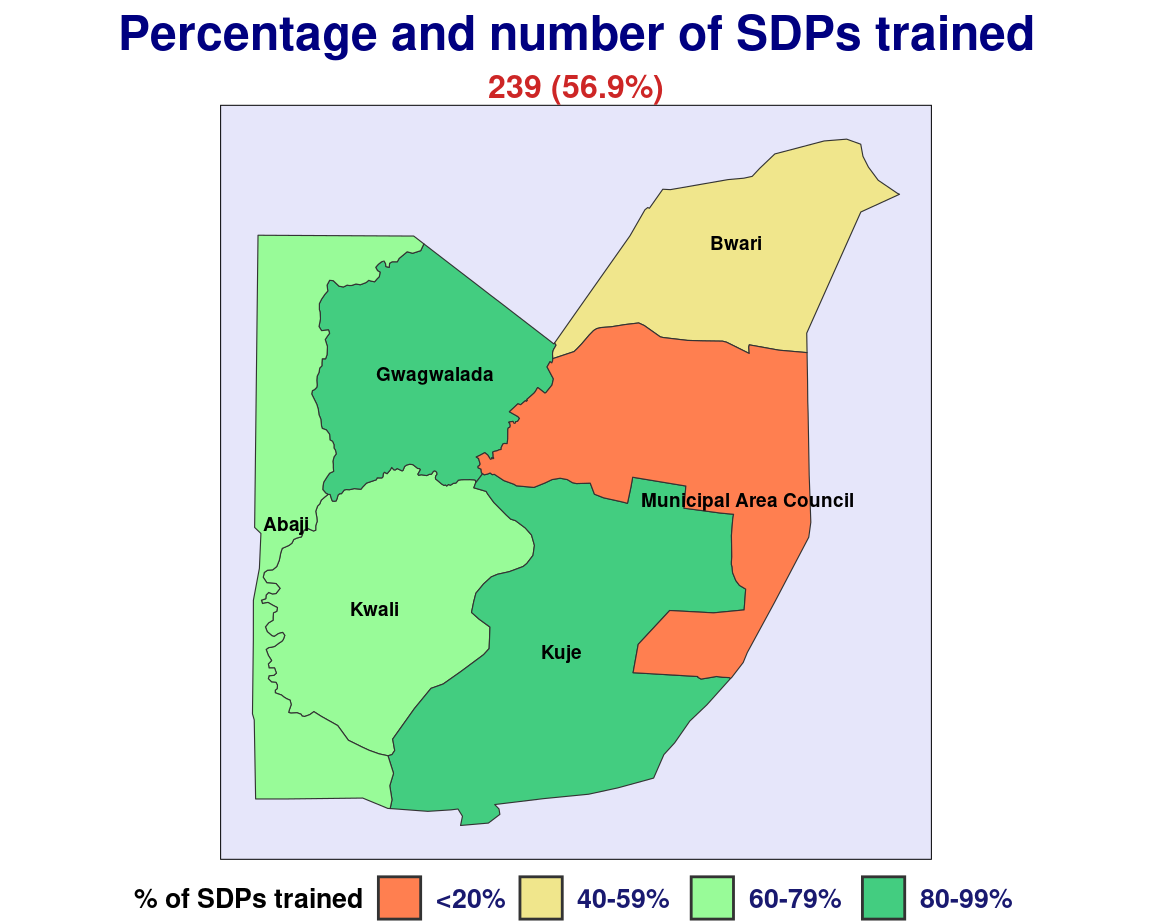 Percentage and number of SDPs trained
239 (56.9%)
Bwari
Gwagwalada
Municipal Area Council
Abaji
Kwali
Kuje
% of SDPs trained <20% 40-59% 60-79% 80-99%